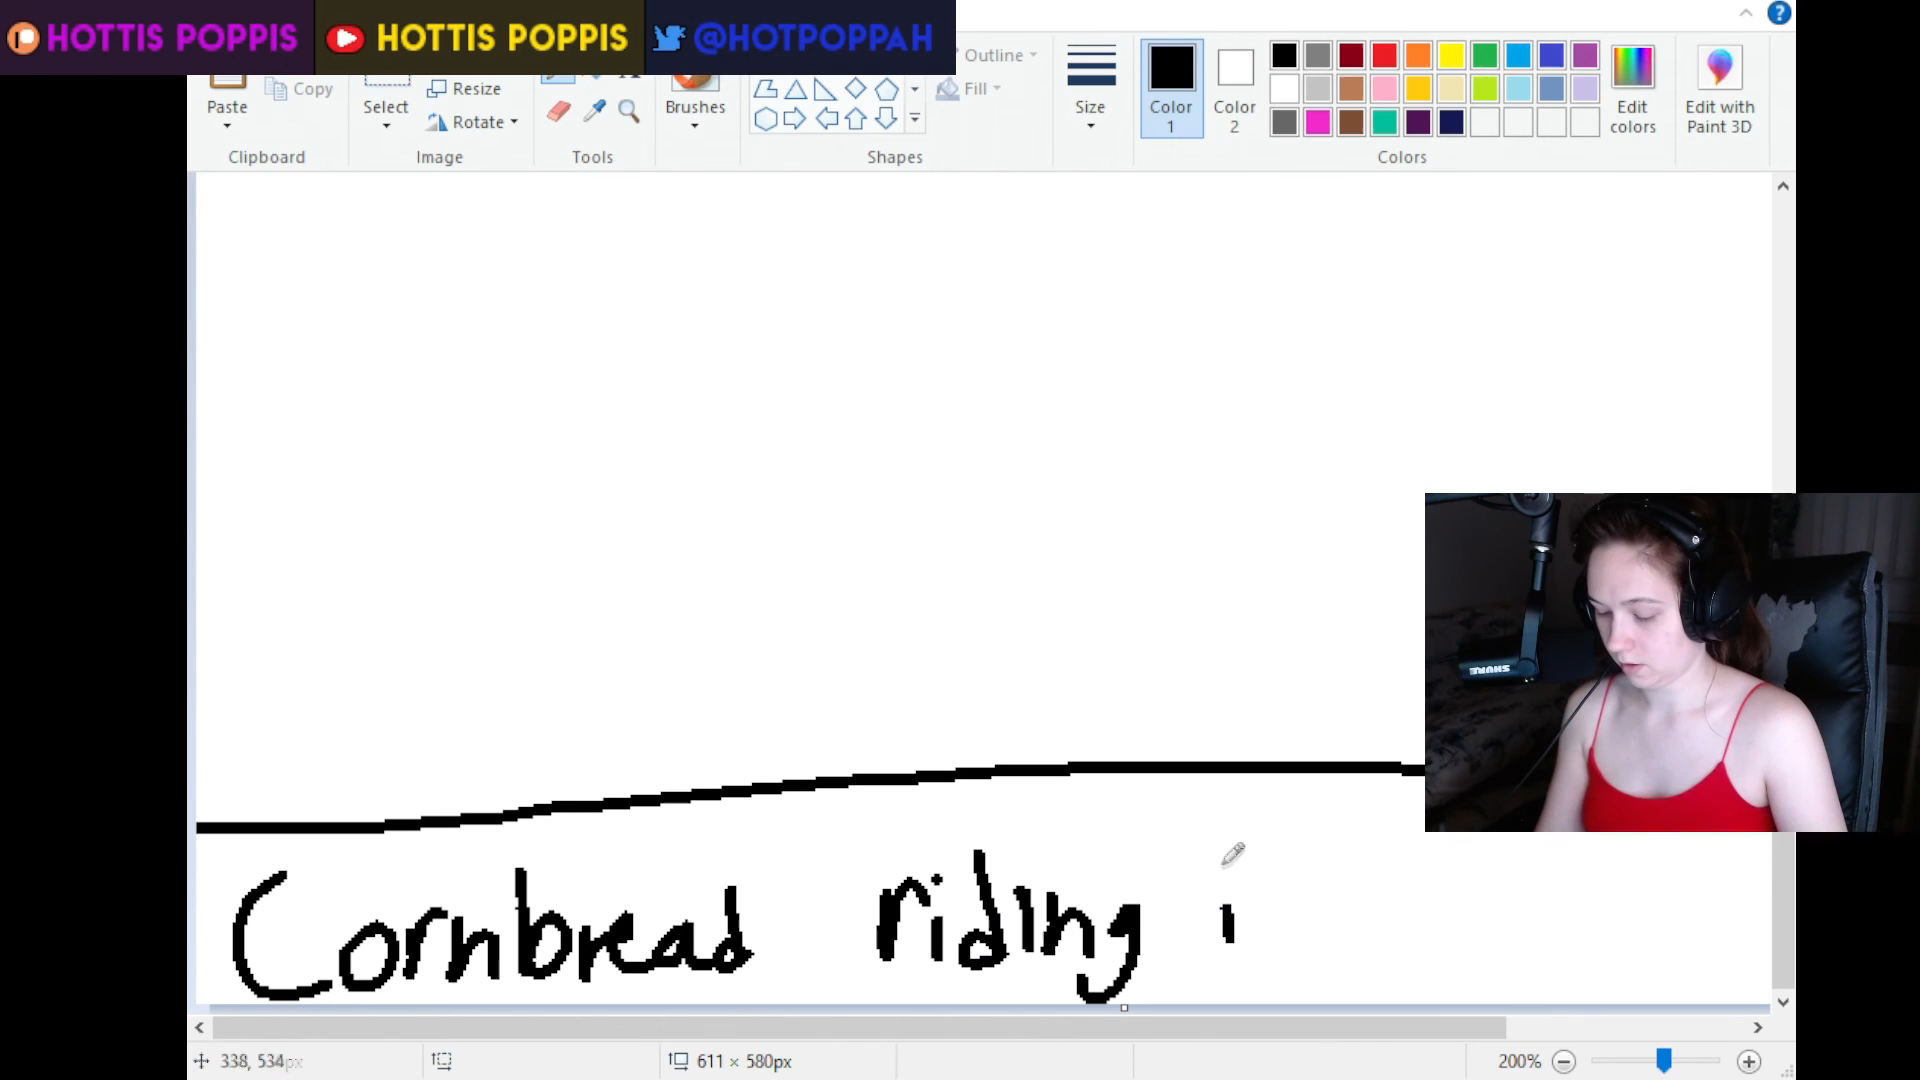 HOTTIS POPPIS HOTTIS POPPIS @HOTPOPPAH
Outline
Paste Copy Select Resize Rotate Brushes Fill Size Color 1 Color 2 Edit colors Edit with Paint 3D
Clipboard Image Tools Shapes Colors
SHURE
Cornbread riding i
338, 534px 611 × 580px 200%